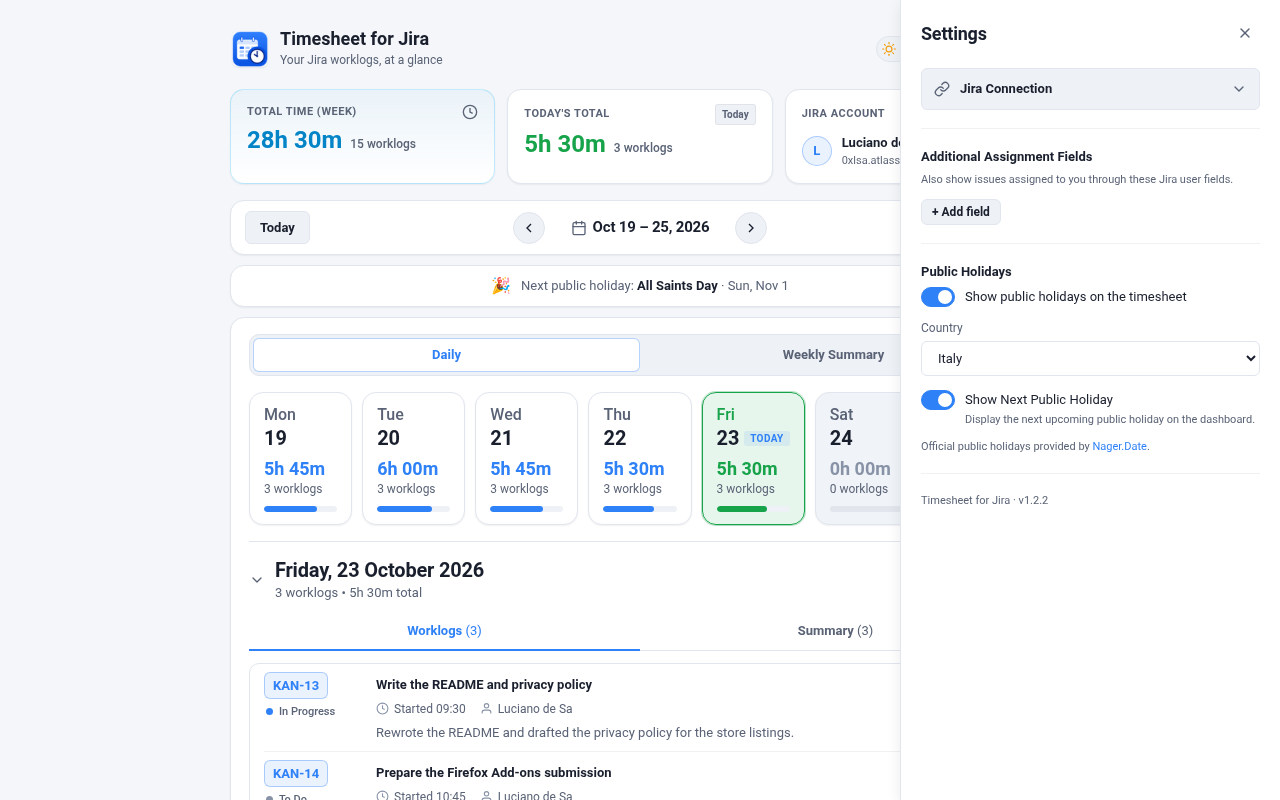 Timesheet for Jira
Your Jira worklogs, at a glance
TOTAL TIME (WEEK)
28h 30m 15 worklogs
TODAY'S TOTAL
Today
5h 30m 3 worklogs
JIRA ACCOUNT
L
Luciano de
0xlsa.atlass
Today
Oct 19 – 25, 2026
Next public holiday: All Saints Day · Sun, Nov 1
Daily
Weekly Summary
Mon
19
5h 45m
3 worklogs
Tue
20
6h 00m
3 worklogs
Wed
21
5h 45m
3 worklogs
Thu
22
5h 30m
3 worklogs
Fri
23 TODAY
5h 30m
3 worklogs
Sat
24
0h 00m
0 worklogs
Friday, 23 October 2026
3 worklogs • 5h 30m total
Worklogs (3)
Summary (3)
KAN-13
In Progress
Write the README and privacy policy
Started 09:30 Luciano de Sa
Rewrote the README and drafted the privacy policy for the store listings.
KAN-14
To Do
Prepare the Firefox Add-ons submission
Started 10:45 Luciano de Sa
Settings
Jira Connection
Additional Assignment Fields
Also show issues assigned to you through these Jira user fields.
+ Add field
Public Holidays
Show public holidays on the timesheet
Country
Italy
Show Next Public Holiday
Display the next upcoming public holiday on the dashboard.
Official public holidays provided by Nager.Date.
Timesheet for Jira · v1.2.2